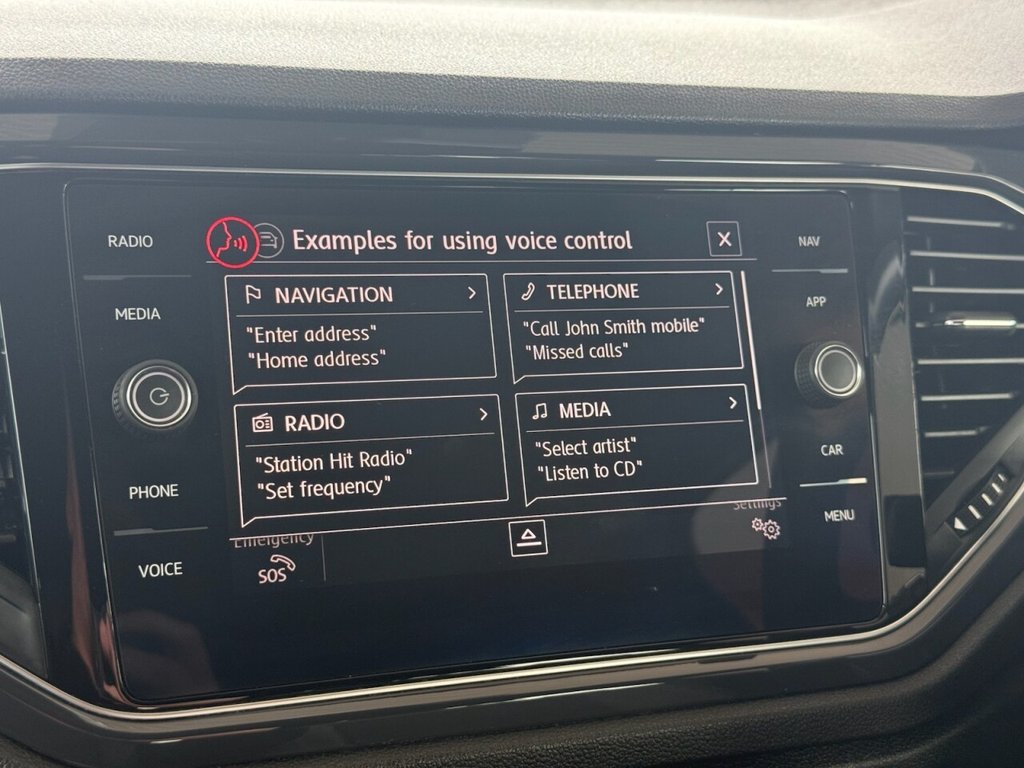 RADIO
MEDIA
PHONE
VOICE
Examples for using voice control
X
NAVIGATION
"Enter address"
"Home address"
TELEPHONE
"Call John Smith mobile"
"Missed calls"
RADIO
"Station Hit Radio"
"Set frequency"
MEDIA
"Select artist"
"Listen to CD"
Emergency
SOS
Settings
NAV
APP
CAR
MENU